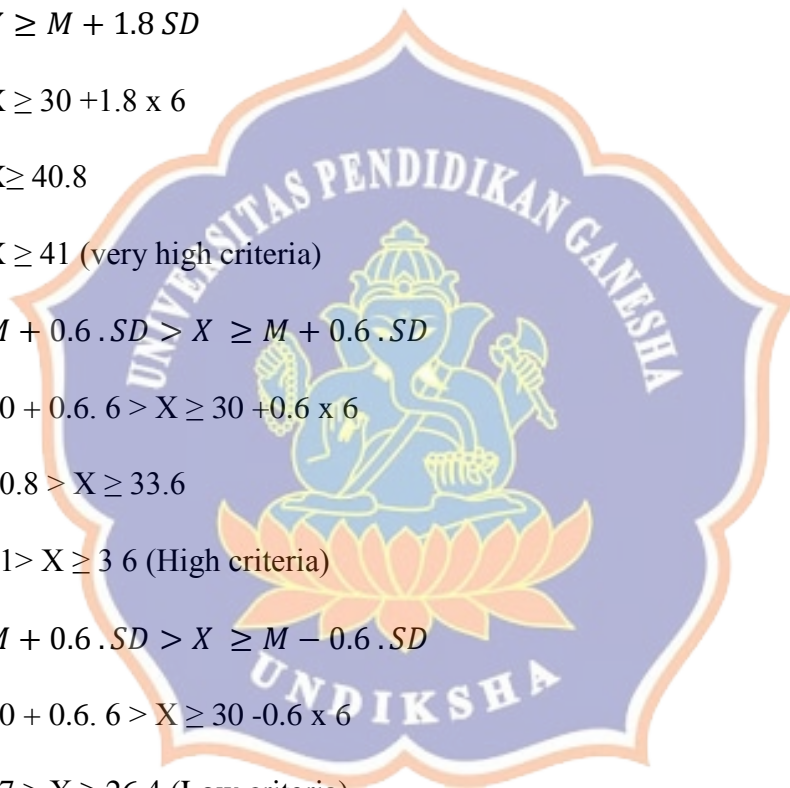 ≥ M + 1.8 SD
≥ 30 +1.8 x 6
≥ 40.8
≥ 41 (very high criteria)
+ 0.6 .SD > X ≥ M + 0.6 .SD
0 + 0.6. 6 > X ≥ 30 +0.6 x 6
0.8 > X ≥ 33.6
1> X ≥ 3 6 (High criteria)
+ 0.6 .SD > X ≥ M − 0.6 .SD
0 + 0.6. 6 > X ≥ 30 -0.6 x 6
UNIVERSITAS PENDIDIKAN GANESHA
UNDIKSHA